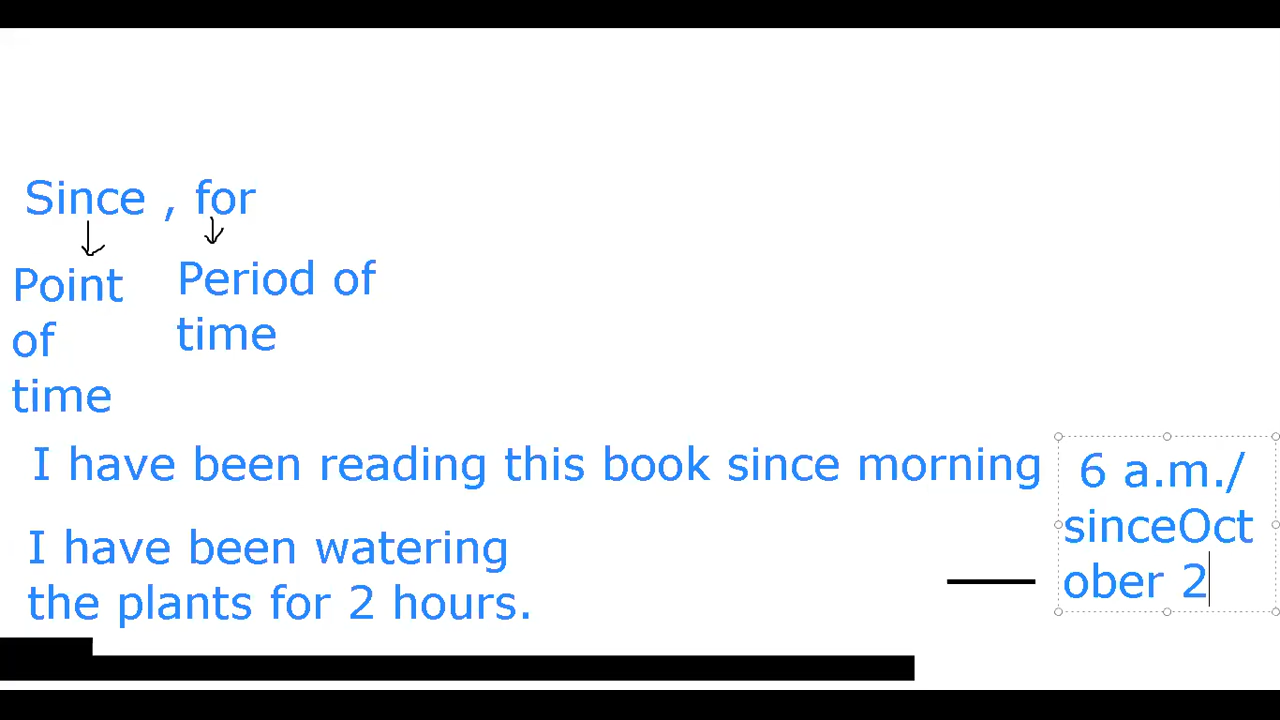 Since , for
Point
of
time
Period of
time
I have been reading this book since morning
6 a.m./
sinceOct
ober 2
I have been watering
the plants for 2 hours.